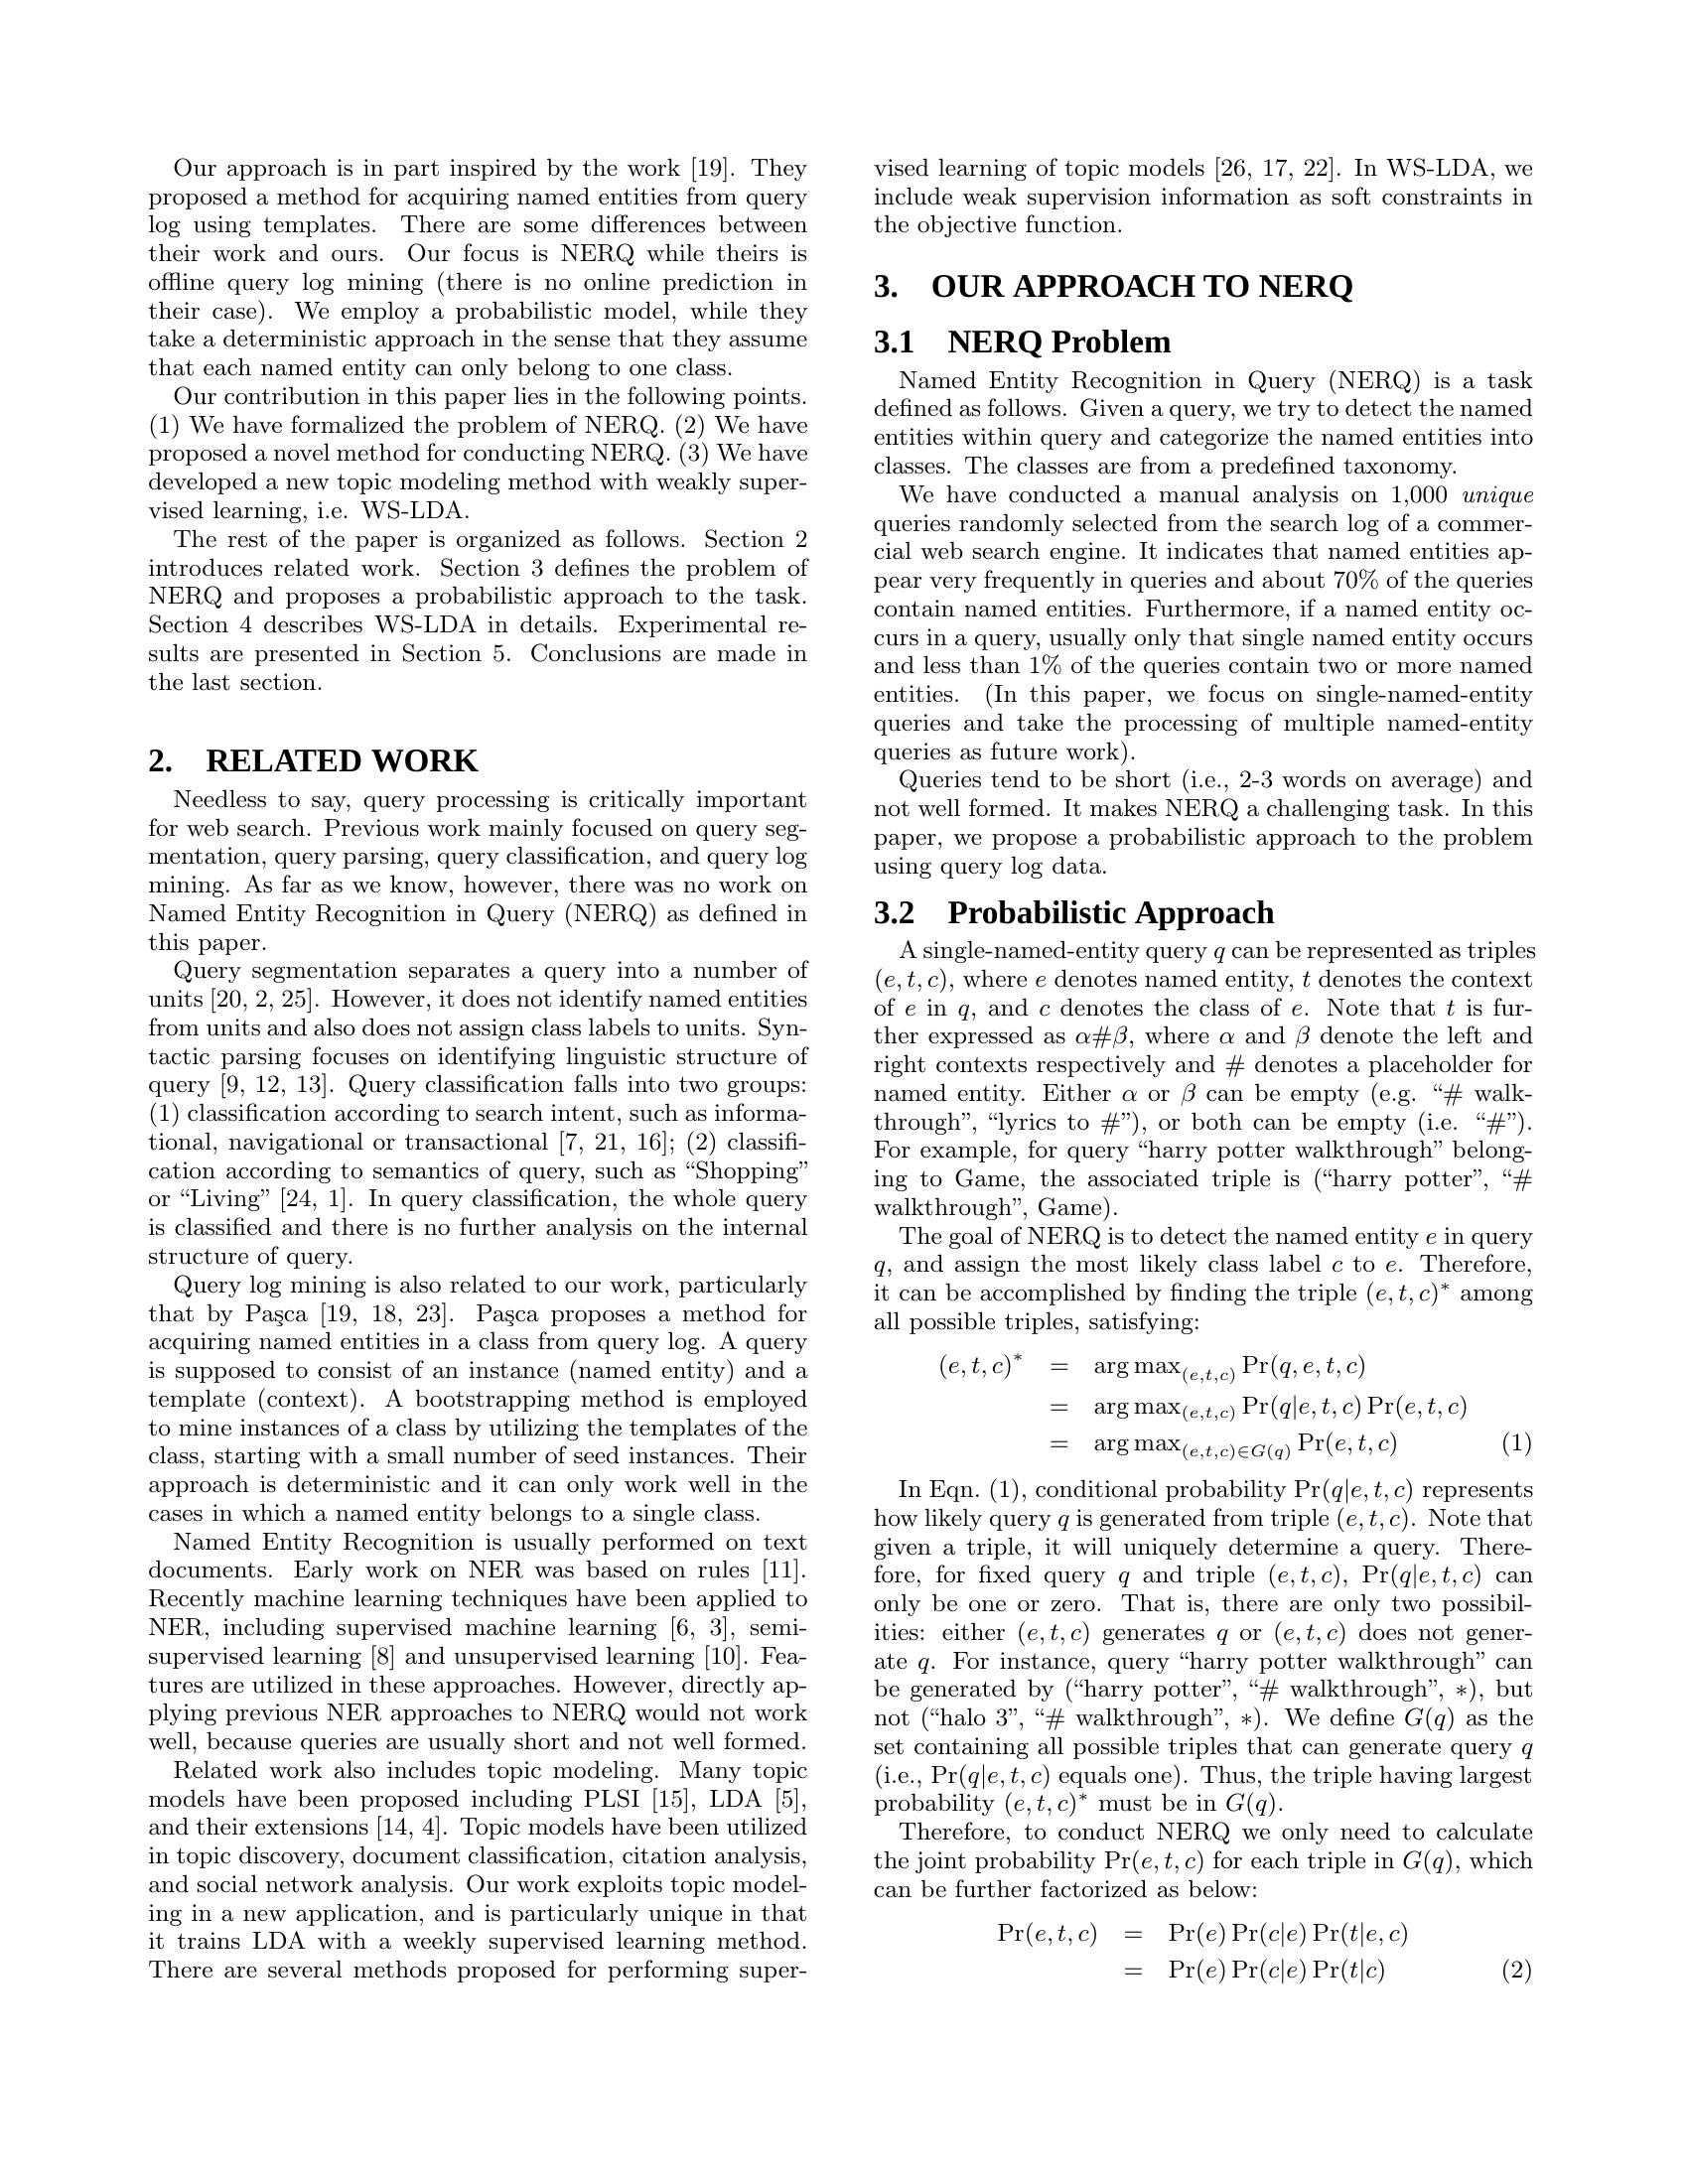 Our approach is in part inspired by the work [19]. They
proposed a method for acquiring named entities from query
log using templates. There are some differences between
their work and ours. Our focus is NERQ while theirs is
offline query log mining (there is no online prediction in
their case). We employ a probabilistic model, while they
take a deterministic approach in the sense that they assume
that each named entity can only belong to one class.
Our contribution in this paper lies in the following points.
(1) We have formalized the problem of NERQ. (2) We have
proposed a novel method for conducting NERQ. (3) We have
developed a new topic modeling method with weakly super-
vised learning, i.e. WS-LDA.
The rest of the paper is organized as follows. Section 2
introduces related work. Section 3 defines the problem of
NERQ and proposes a probabilistic approach to the task.
Section 4 describes WS-LDA in details. Experimental re-
sults are presented in Section 5. Conclusions are made in
the last section.
2. RELATED WORK
Needless to say, query processing is critically important
for web search. Previous work mainly focused on query seg-
mentation, query parsing, query classification, and query log
mining. As far as we know, however, there was no work on
Named Entity Recognition in Query (NERQ) as defined in
this paper.
Query segmentation separates a query into a number of
units [20, 2, 25]. However, it does not identify named entities
from units and also does not assign class labels to units. Syn-
tactic parsing focuses on identifying linguistic structure of
query [9, 12, 13]. Query classification falls into two groups:
(1) classification according to search intent, such as informa-
tional, navigational or transactional [7, 21, 16]; (2) classifi-
cation according to semantics of query, such as “Shopping”
or “Living” [24, 1]. In query classification, the whole query
is classified and there is no further analysis on the internal
structure of query.
Query log mining is also related to our work, particularly
that by Paşca [19, 18, 23]. Paşca proposes a method for
acquiring named entities in a class from query log. A query
is supposed to consist of an instance (named entity) and a
template (context). A bootstrapping method is employed
to mine instances of a class by utilizing the templates of the
class, starting with a small number of seed instances. Their
approach is deterministic and it can only work well in the
cases in which a named entity belongs to a single class.
Named Entity Recognition is usually performed on text
documents. Early work on NER was based on rules [11].
Recently machine learning techniques have been applied to
NER, including supervised machine learning [6, 3], semi-
supervised learning [8] and unsupervised learning [10]. Fea-
tures are utilized in these approaches. However, directly ap-
plying previous NER approaches to NERQ would not work
well, because queries are usually short and not well formed.
Related work also includes topic modeling. Many topic
models have been proposed including PLSI [15], LDA [5],
and their extensions [14, 4]. Topic models have been utilized
in topic discovery, document classification, citation analysis,
and social network analysis. Our work exploits topic model-
ing in a new application, and is particularly unique in that
it trains LDA with a weekly supervised learning method.
There are several methods proposed for performing super-
vised learning of topic models [26, 17, 22]. In WS-LDA, we
include weak supervision information as soft constraints in
the objective function.
3. OUR APPROACH TO NERQ
3.1 NERQ Problem
Named Entity Recognition in Query (NERQ) is a task
defined as follows. Given a query, we try to detect the named
entities within query and categorize the named entities into
classes. The classes are from a predefined taxonomy.
We have conducted a manual analysis on 1,000 unique
queries randomly selected from the search log of a commer-
cial web search engine. It indicates that named entities ap-
pear very frequently in queries and about 70% of the queries
contain named entities. Furthermore, if a named entity oc-
curs in a query, usually only that single named entity occurs
and less than 1% of the queries contain two or more named
entities. (In this paper, we focus on single-named-entity
queries and take the processing of multiple named-entity
queries as future work).
Queries tend to be short (i.e., 2-3 words on average) and
not well formed. It makes NERQ a challenging task. In this
paper, we propose a probabilistic approach to the problem
using query log data.
3.2 Probabilistic Approach
A single-named-entity query q can be represented as triples
(e, t, c), where e denotes named entity, t denotes the context
of e in q, and c denotes the class of e. Note that t is fur-
ther expressed as α#β, where α and β denote the left and
right contexts respectively and # denotes a placeholder for
named entity. Either α or β can be empty (e.g. “# walk-
through”, “lyrics to #”), or both can be empty (i.e. “#”).
For example, for query “harry potter walkthrough” belong-
ing to Game, the associated triple is (“harry potter”, “#
walkthrough”, Game).
The goal of NERQ is to detect the named entity e in query
q, and assign the most likely class label c to e. Therefore,
it can be accomplished by finding the triple (e, t, c)* among
all possible triples, satisfying:
(e, t, c)* = arg max(e,t,c) Pr(q, e, t, c)
= arg max(e,t,c) Pr(q|e, t, c) Pr(e, t, c)
= arg max(e,t,c)∈G(q) Pr(e, t, c) (1)
In Eqn. (1), conditional probability Pr(q|e, t, c) represents
how likely query q is generated from triple (e, t, c). Note that
given a triple, it will uniquely determine a query. There-
fore, for fixed query q and triple (e, t, c), Pr(q|e, t, c) can
only be one or zero. That is, there are only two possibil-
ities: either (e, t, c) generates q or (e, t, c) does not gener-
ate q. For instance, query “harry potter walkthrough” can
be generated by (“harry potter”, “# walkthrough”, ∗), but
not (“halo 3”, “# walkthrough”, ∗). We define G(q) as the
set containing all possible triples that can generate query q
(i.e., Pr(q|e, t, c) equals one). Thus, the triple having largest
probability (e, t, c)* must be in G(q).
Therefore, to conduct NERQ we only need to calculate
the joint probability Pr(e, t, c) for each triple in G(q), which
can be further factorized as below:
Pr(e, t, c) = Pr(e) Pr(c|e) Pr(t|e, c)
= Pr(e) Pr(c|e) Pr(t|c) (2)